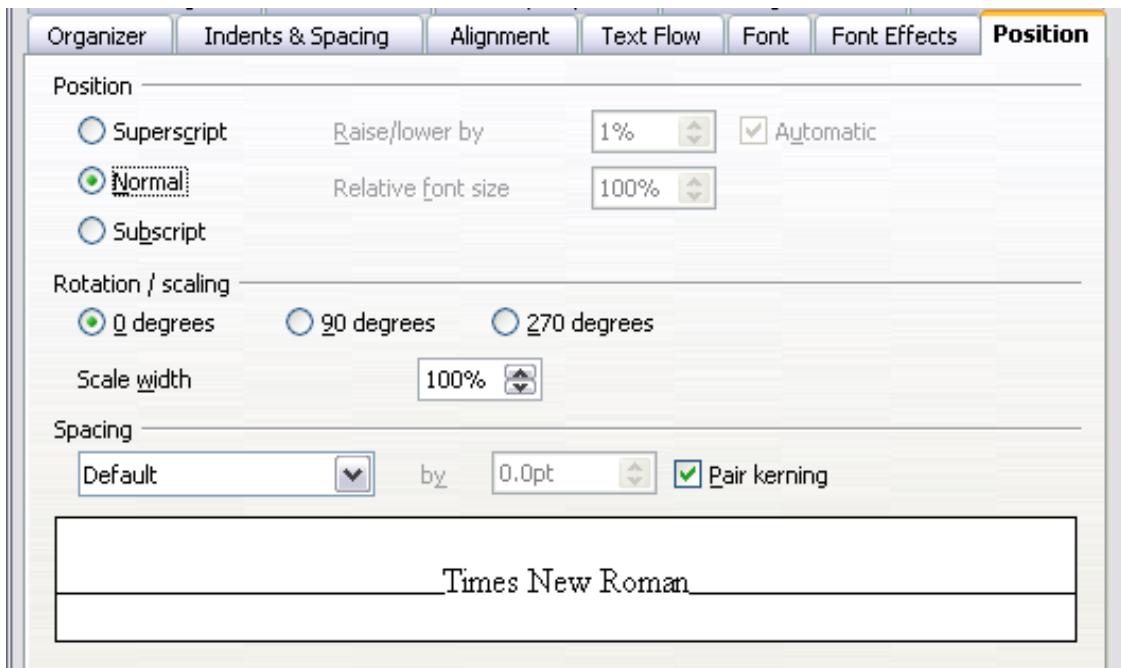 Organizer Indents & Spacing Alignment Text Flow Font Font Effects Position
Position
Superscript Raise/lower by 1% Automatic
Normal Relative font size 100%
Subscript
Rotation / scaling
0 degrees 90 degrees 270 degrees
Scale width 100%
Spacing
Default by 0.0pt Pair kerning
Times New Roman